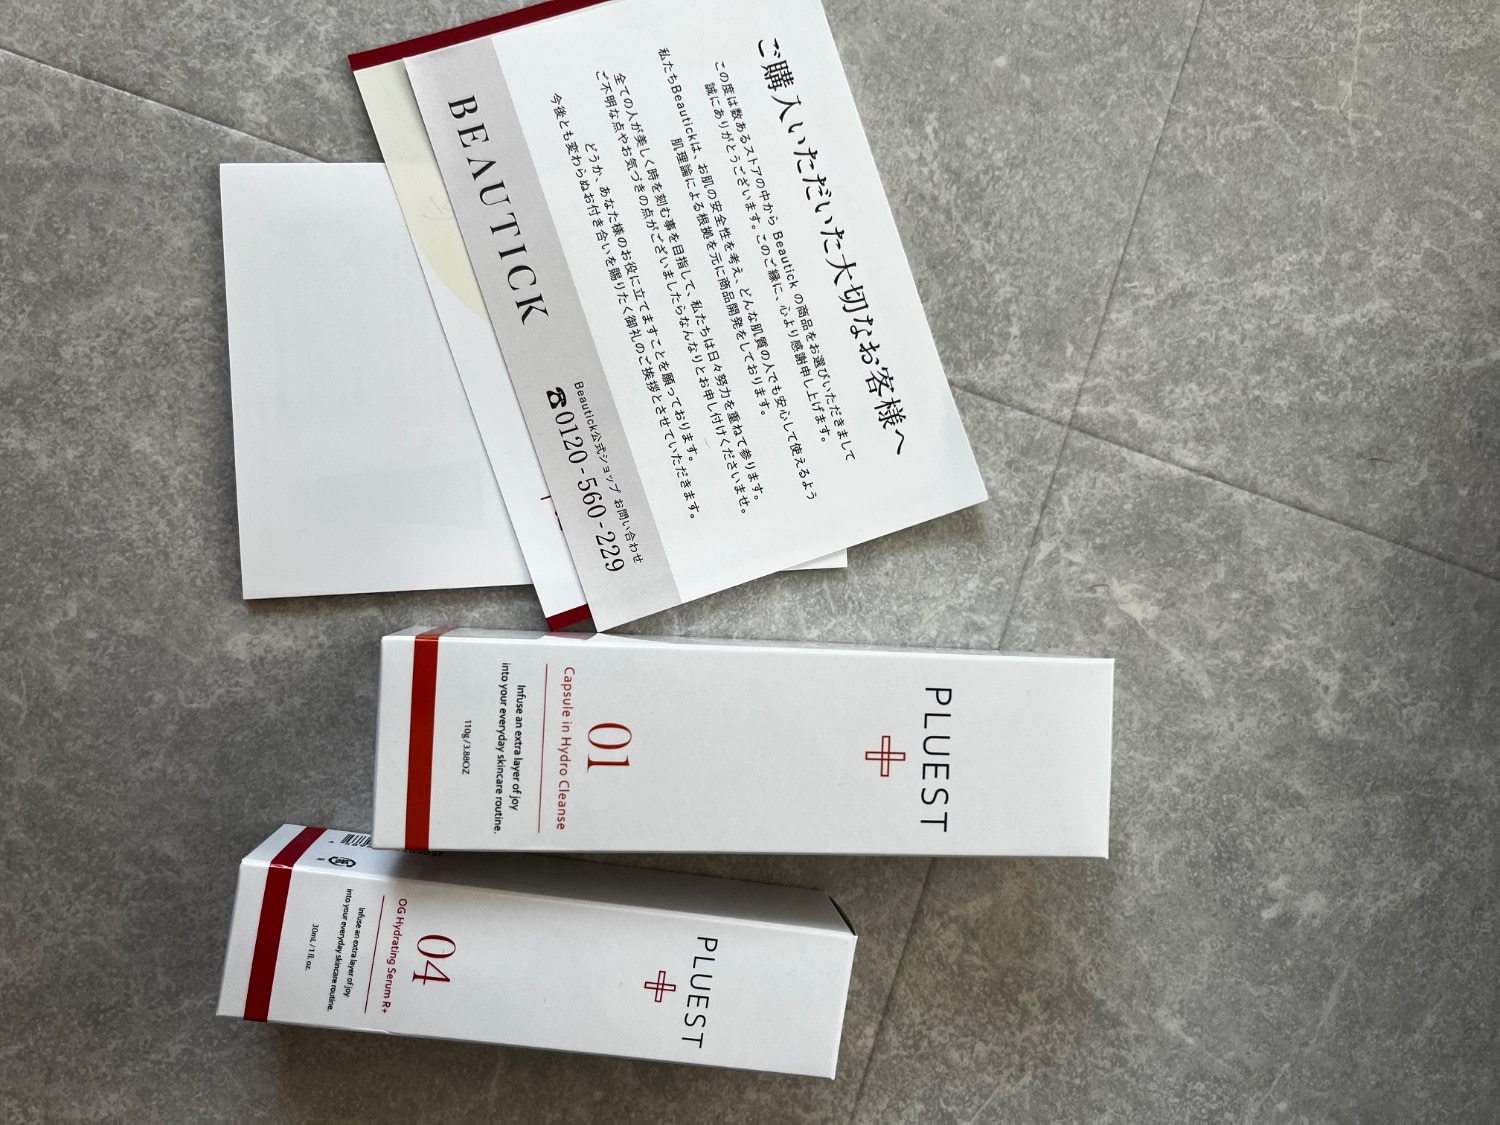 ご購入いただいた大切なお客様へ
この度は数あるストアの中から Beautick の商品をお選びいただきまして
誠にありがとうございます。このご縁に、心より感謝申し上げます。
私たちBeautickは、お肌の安全性を考え、どんな肌質の人でも安心して使えるよう
肌理論による根拠を元に商品開発をしております。
全ての人が美しく時を刻む事を目指して、私たちは日々努力を重ねて参ります。
ご不明な点やお気づきの点がございましたらなんなりとお申し付けくださいませ。
どうか、あなた様のお役に立てますことを願っております。
今後とも変わらぬお付き合いを賜りたく御礼のご挨拶とさせていただきます。
BEAUTICK
Beautick公式ショップ お問い合わせ
☎0120-560-229
PLUEST
01
Capsule in Hydro Cleanse
Infuse an extra layer of joy
into your everyday skincare routine.
110g/3.88OZ
PLUEST
04
OG Hydrating Serum R+
Infuse an extra layer of joy
into your everyday skincare routine.
30mL/1 fl. oz.